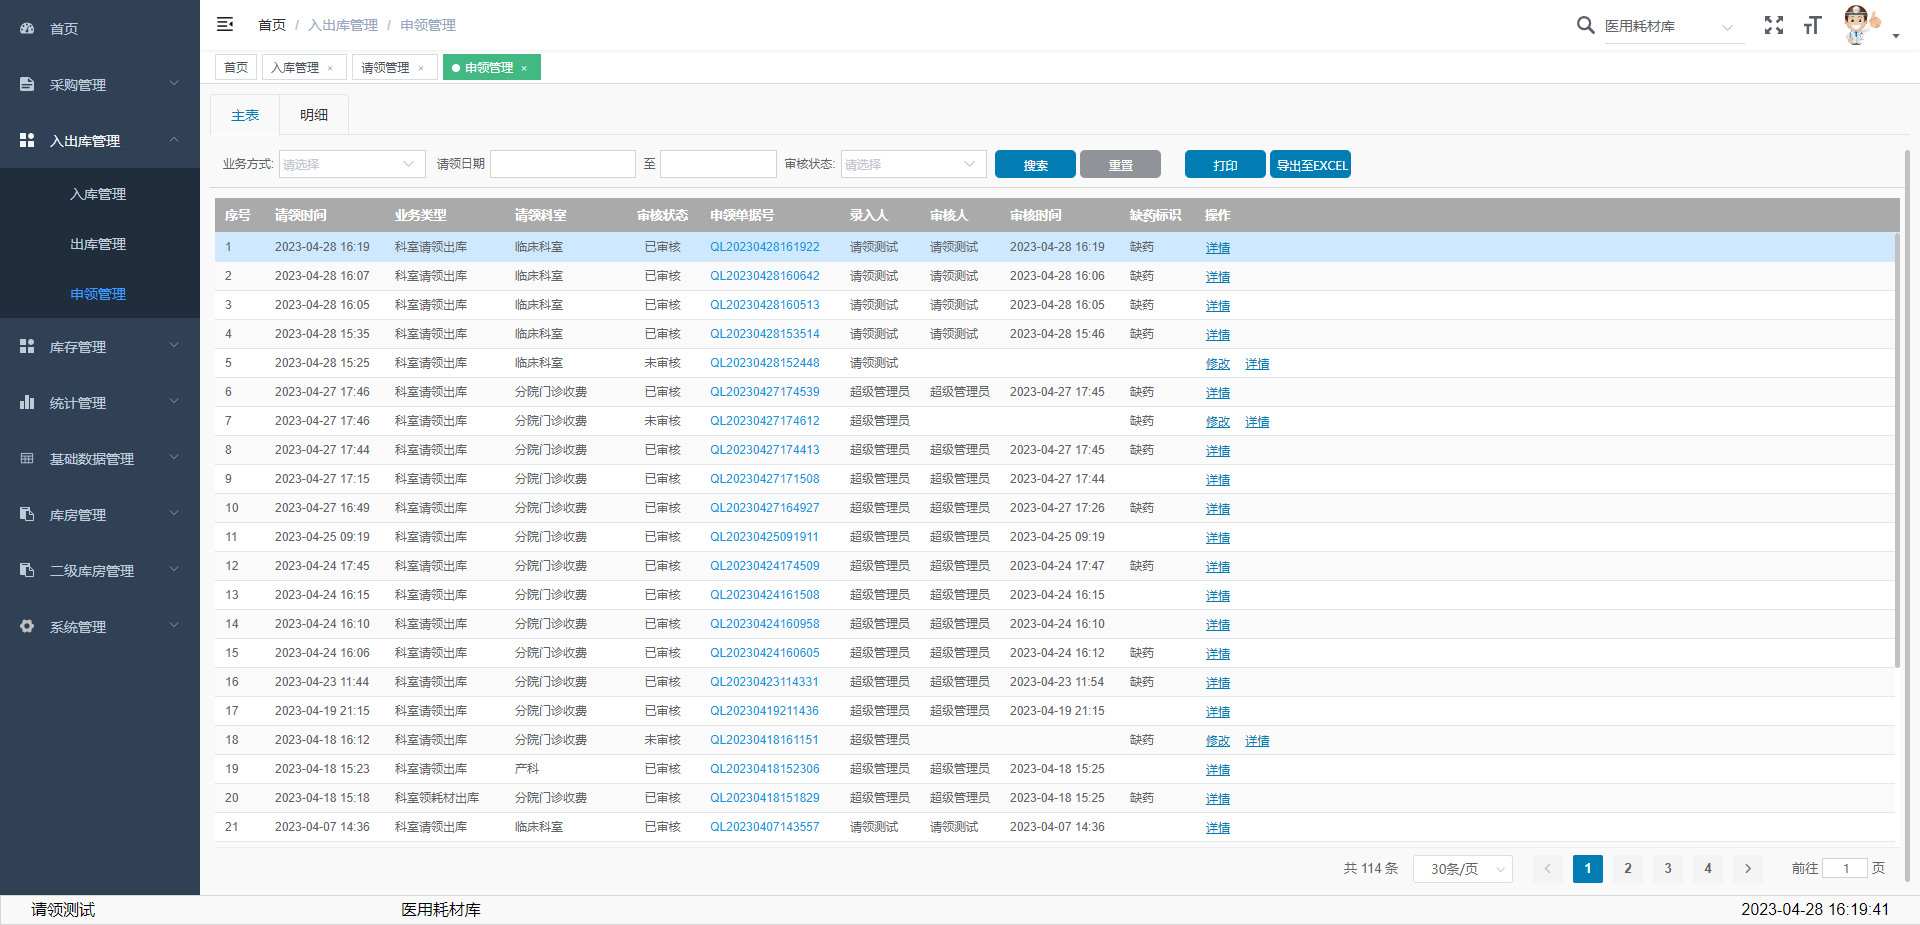 首页
采购管理
入出库管理
入库管理
出库管理
申领管理
库存管理
统计管理
基础数据管理
库房管理
二级库房管理
系统管理
首页 / 入出库管理 / 申领管理
医用耗材库
首页 入库管理 × 请领管理 × 申领管理 ×
主表 明细
业务方式: 请选择 请领日期 至 审核状态: 请选择 搜索 重置 打印 导出至EXCEL
序号 请领时间 业务类型 请领科室 审核状态 申领单据号 录入人 审核人 审核时间 缺药标识 操作
1 2023-04-28 16:19 科室请领出库 临床科室 已审核 QL20230428161922 请领测试 请领测试 2023-04-28 16:19 缺药 详情
2 2023-04-28 16:07 科室请领出库 临床科室 已审核 QL20230428160642 请领测试 请领测试 2023-04-28 16:06 缺药 详情
3 2023-04-28 16:05 科室请领出库 临床科室 已审核 QL20230428160513 请领测试 请领测试 2023-04-28 16:05 缺药 详情
4 2023-04-28 15:35 科室请领出库 临床科室 已审核 QL20230428153514 请领测试 请领测试 2023-04-28 15:46 缺药 详情
5 2023-04-28 15:25 科室请领出库 临床科室 未审核 QL20230428152448 请领测试 修改 详情
6 2023-04-27 17:46 科室请领出库 分院门诊收费 已审核 QL20230427174539 超级管理员 超级管理员 2023-04-27 17:45 缺药 详情
7 2023-04-27 17:46 科室请领出库 分院门诊收费 未审核 QL20230427174612 超级管理员 缺药 修改 详情
8 2023-04-27 17:44 科室请领出库 分院门诊收费 已审核 QL20230427174413 超级管理员 超级管理员 2023-04-27 17:45 缺药 详情
9 2023-04-27 17:15 科室请领出库 分院门诊收费 已审核 QL20230427171508 超级管理员 超级管理员 2023-04-27 17:44 详情
10 2023-04-27 16:49 科室请领出库 分院门诊收费 已审核 QL20230427164927 超级管理员 超级管理员 2023-04-27 17:26 缺药 详情
11 2023-04-25 09:19 科室请领出库 分院门诊收费 已审核 QL20230425091911 超级管理员 超级管理员 2023-04-25 09:19 详情
12 2023-04-24 17:45 科室请领出库 分院门诊收费 已审核 QL20230424174509 超级管理员 超级管理员 2023-04-24 17:47 缺药 详情
13 2023-04-24 16:15 科室请领出库 分院门诊收费 已审核 QL20230424161508 超级管理员 超级管理员 2023-04-24 16:15 详情
14 2023-04-24 16:10 科室请领出库 分院门诊收费 已审核 QL20230424160958 超级管理员 超级管理员 2023-04-24 16:10 详情
15 2023-04-24 16:06 科室请领出库 分院门诊收费 已审核 QL20230424160605 超级管理员 超级管理员 2023-04-24 16:12 缺药 详情
16 2023-04-23 11:44 科室请领出库 分院门诊收费 已审核 QL20230423114331 超级管理员 超级管理员 2023-04-23 11:54 缺药 详情
17 2023-04-19 21:15 科室请领出库 分院门诊收费 已审核 QL20230419211436 超级管理员 超级管理员 2023-04-19 21:15 详情
18 2023-04-18 16:12 科室请领出库 分院门诊收费 未审核 QL20230418161151 超级管理员 缺药 修改 详情
19 2023-04-18 15:23 科室请领出库 产科 已审核 QL20230418152306 超级管理员 超级管理员 2023-04-18 15:25 详情
20 2023-04-18 15:18 科室领耗材出库 分院门诊收费 已审核 QL20230418151829 超级管理员 超级管理员 2023-04-18 15:25 缺药 详情
21 2023-04-07 14:36 科室请领出库 临床科室 已审核 QL20230407143557 请领测试 请领测试 2023-04-07 14:36 详情
共 114 条 30条/页 1 2 3 4 前往 1 页
请领测试 医用耗材库 2023-04-28 16:19:41